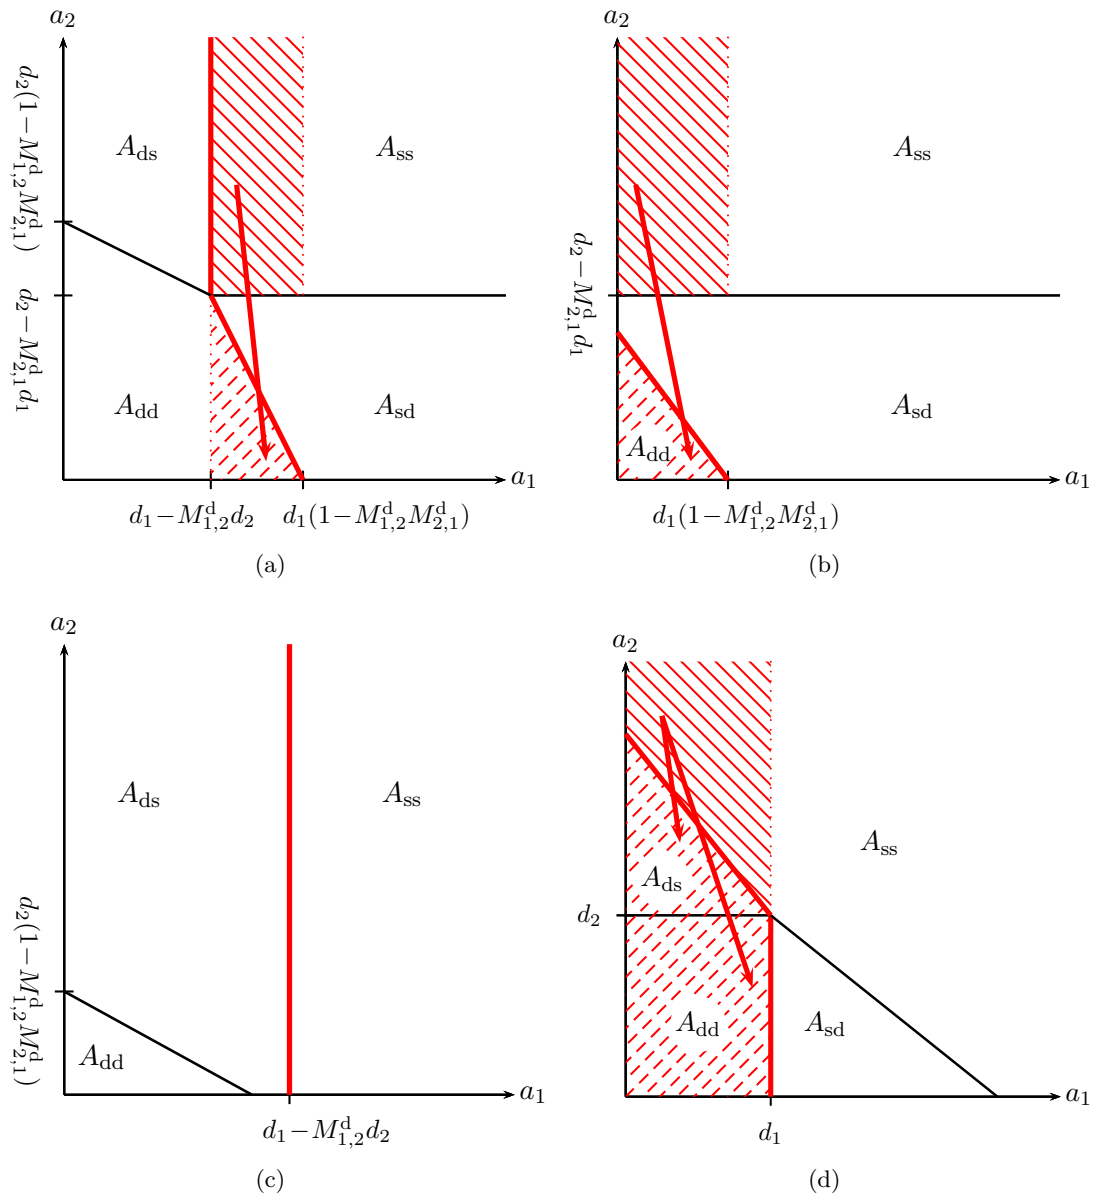 a₂
d₂(1−M^d_{1,2}M^d_{2,1})
A_ds
A_ss
d₂−M^d_{2,1}d₁
A_dd
A_sd
a₁
d₁−M^d_{1,2}d₂
d₁(1−M^d_{1,2}M^d_{2,1})
(a)
a₂
A_ss
d₂−M^d_{2,1}d₁
A_dd
A_sd
a₁
d₁(1−M^d_{1,2}M^d_{2,1})
(b)
a₂
A_ds
A_ss
d₂(1−M^d_{1,2}M^d_{2,1})
A_dd
a₁
d₁−M^d_{1,2}d₂
(c)
a₂
A_ss
A_ds
d₂
A_dd
A_sd
a₁
d₁
(d)